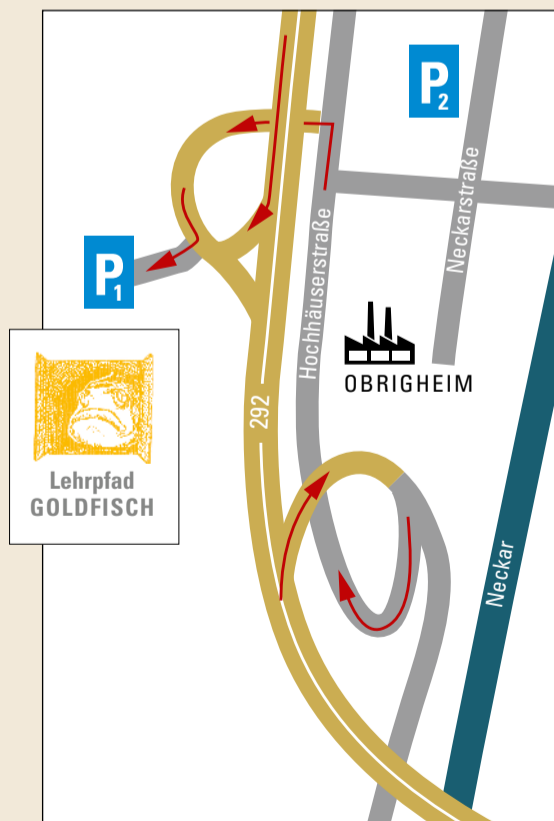 P2
Neckarstraße
Hochhäuserstraße
P1
OBRIGHEIM
292
Lehrpfad
GOLDFISCH
Neckar